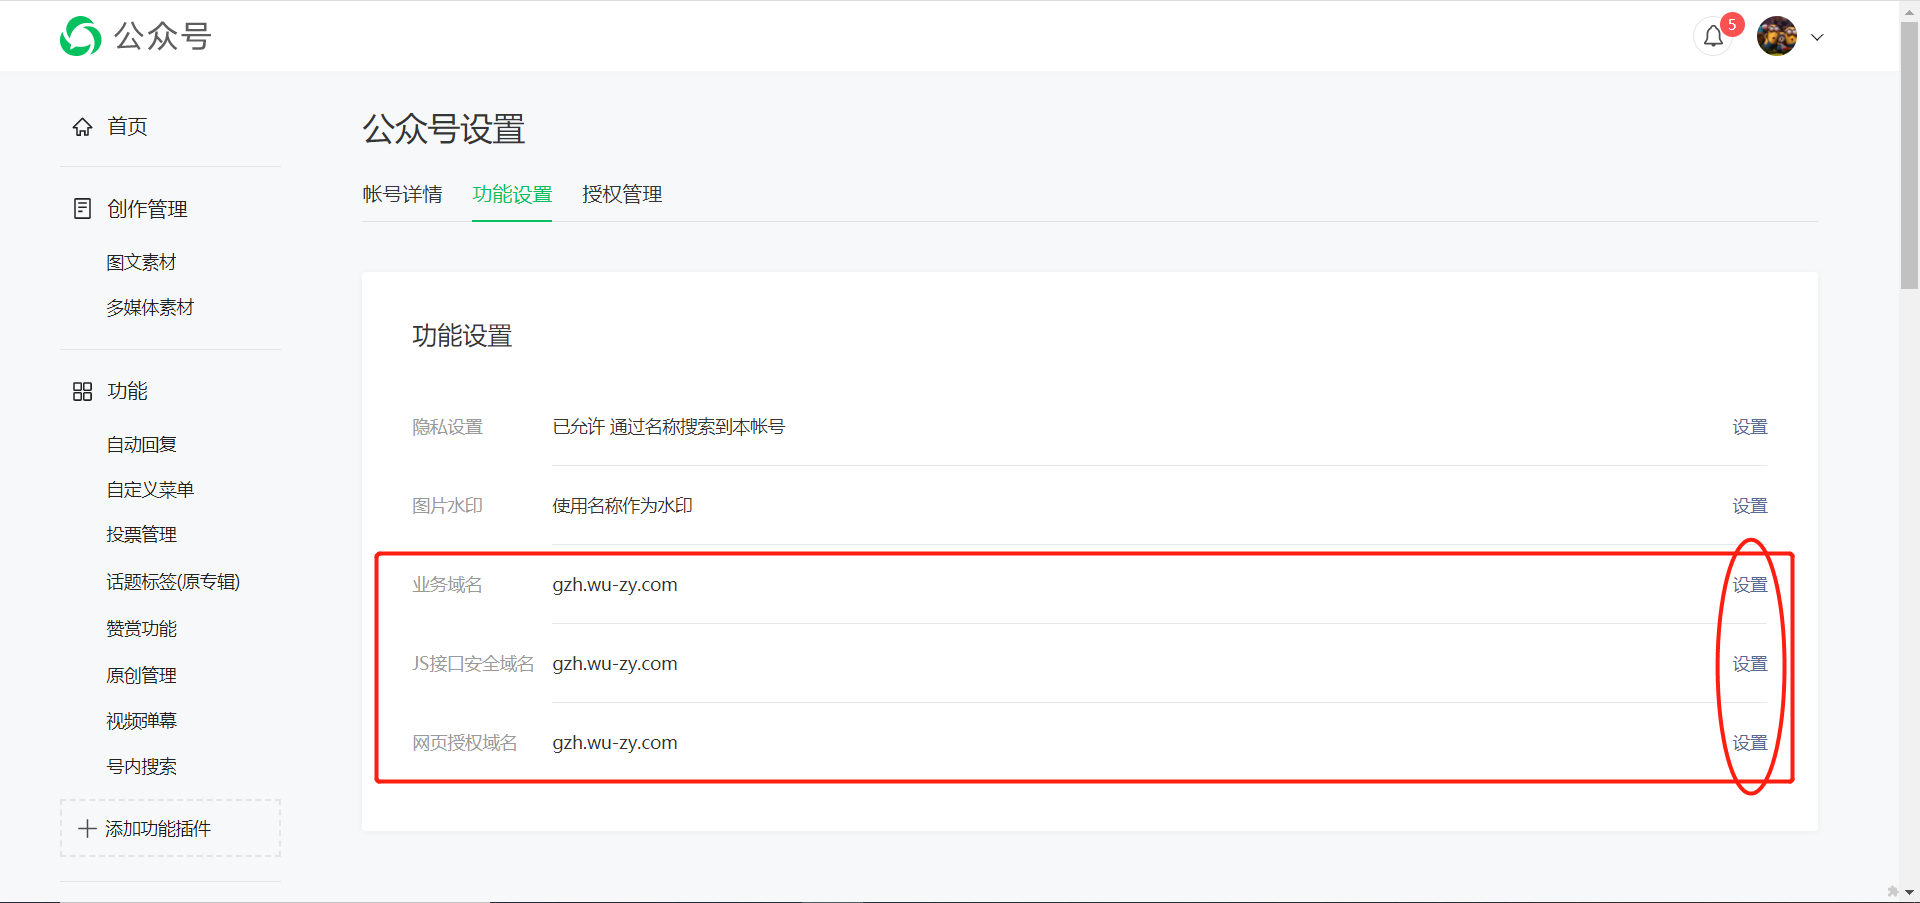 公众号
5
首页
创作管理
图文素材
多媒体素材
功能
自动回复
自定义菜单
投票管理
话题标签(原专辑)
赞赏功能
原创管理
视频弹幕
号内搜索
添加功能插件
公众号设置
帐号详情 功能设置 授权管理
功能设置
隐私设置 已允许 通过名称搜索到本帐号 设置
图片水印 使用名称作为水印 设置
业务域名 gzh.wu-zy.com 设置
JS接口安全域名 gzh.wu-zy.com 设置
网页授权域名 gzh.wu-zy.com 设置